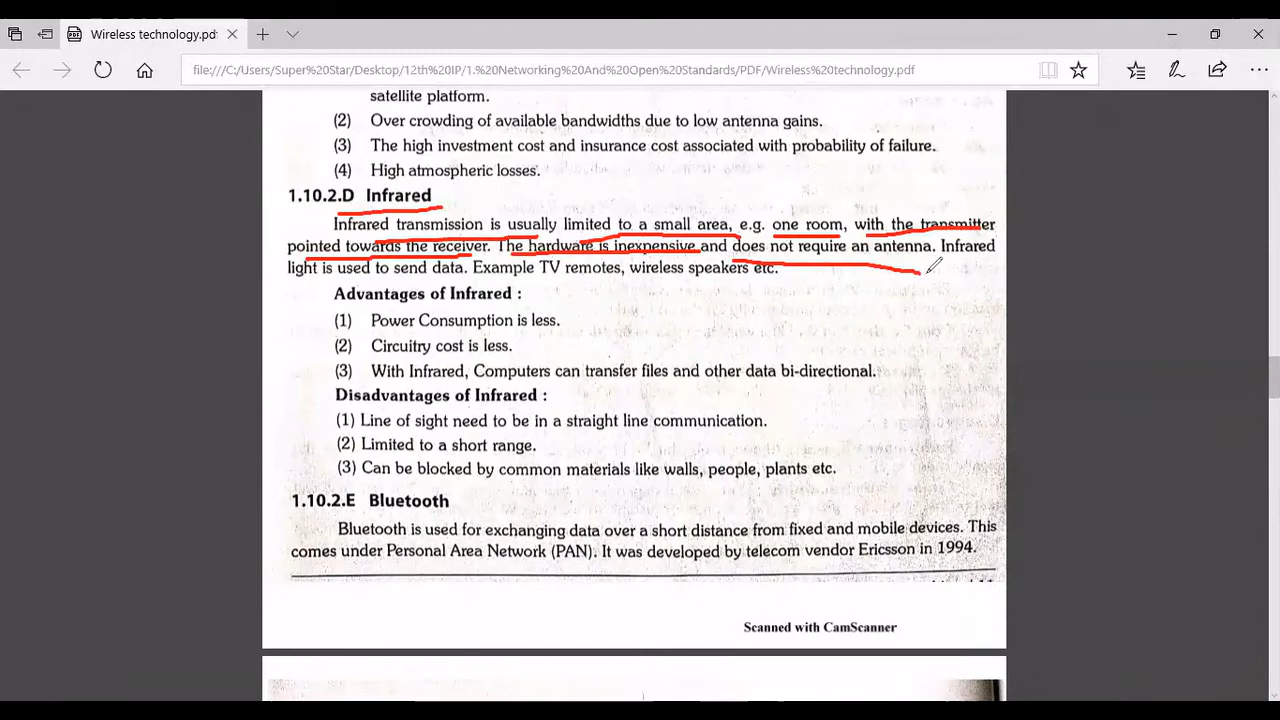 Wireless technology.pdf
file:///C:/Users/Super%20Star/Desktop/12th%20IP/1.%20Networking%20And%20Open%20Standards/PDF/Wireless%20technology.pdf
satellite platform.
(2) Over crowding of available bandwidths due to low antenna gains.
(3) The high investment cost and insurance cost associated with probability of failure.
(4) High atmospheric losses.
1.10.2.D Infrared
Infrared transmission is usually limited to a small area, e.g. one room, with the transmitter
pointed towards the receiver. The hardware is inexpensive and does not require an antenna. Infrared
light is used to send data. Example TV remotes, wireless speakers etc.
Advantages of Infrared :
(1) Power Consumption is less.
(2) Circuitry cost is less.
(3) With Infrared, Computers can transfer files and other data bi-directional.
Disadvantages of Infrared :
(1) Line of sight need to be in a straight line communication.
(2) Limited to a short range.
(3) Can be blocked by common materials like walls, people, plants etc.
1.10.2.E Bluetooth
Bluetooth is used for exchanging data over a short distance from fixed and mobile devices. This
comes under Personal Area Network (PAN). It was developed by telecom vendor Ericsson in 1994.
Scanned with CamScanner